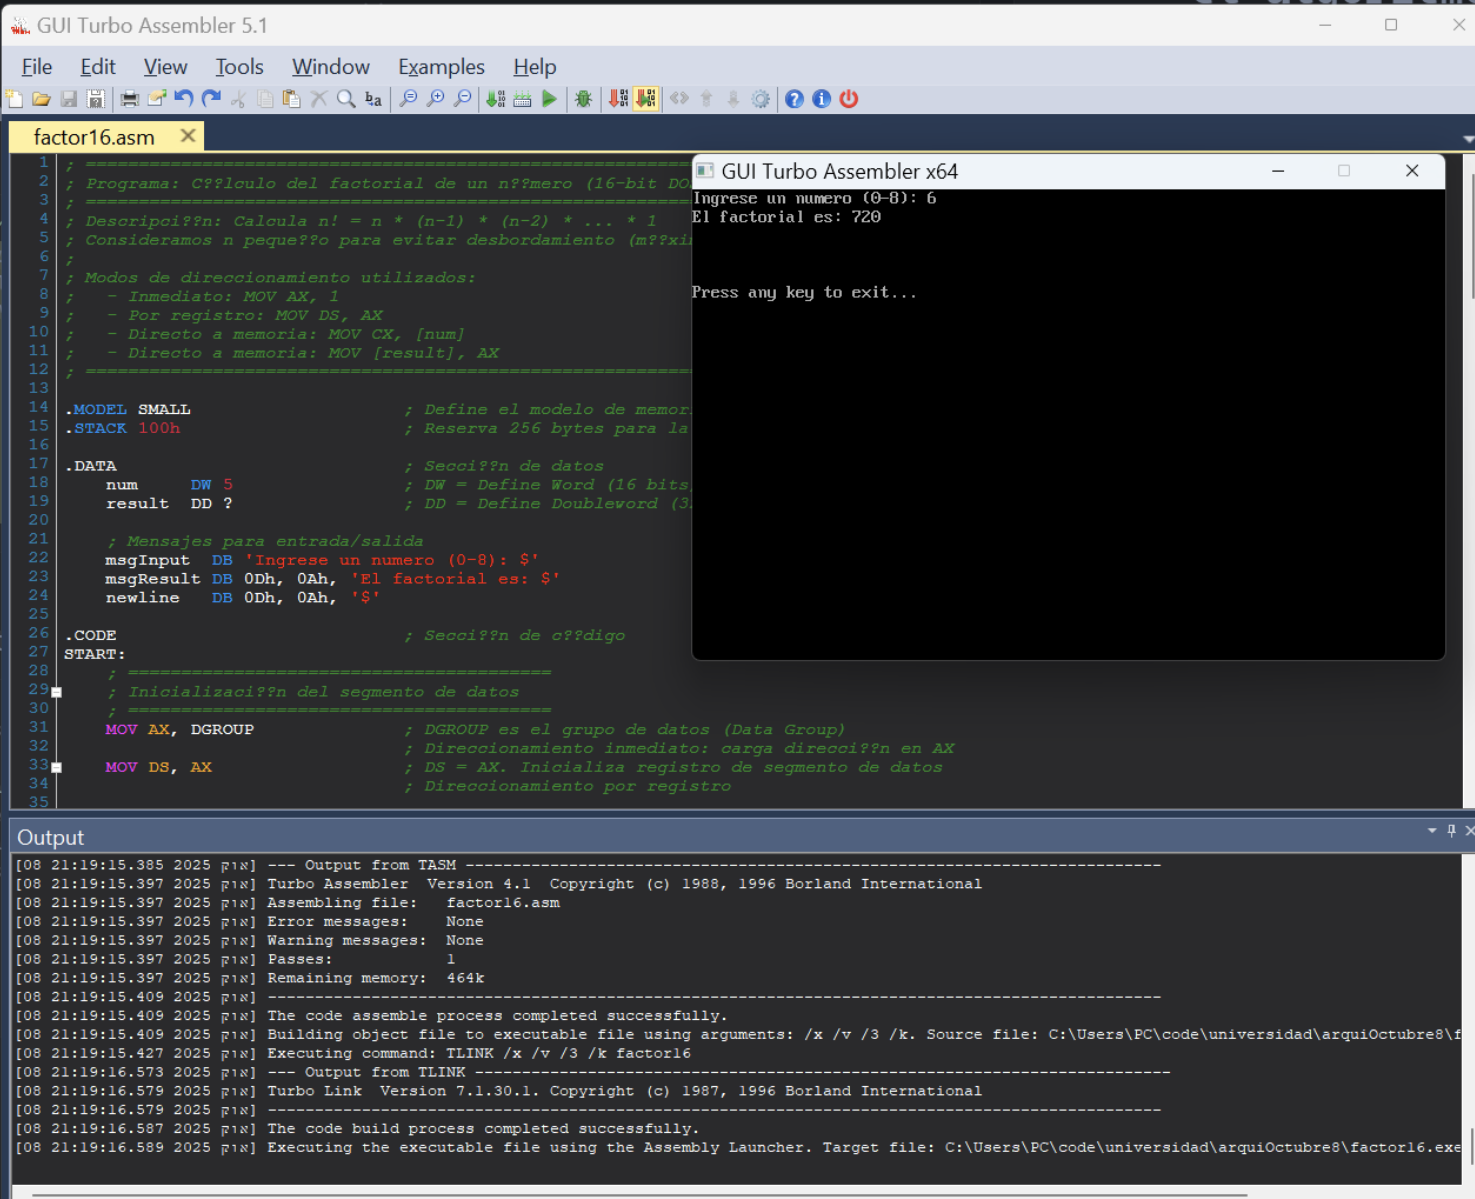 GUI Turbo Assembler 5.1
File Edit View Tools Window Examples Help
factor16.asm
1 ; ==========================================================
2 ; Programa: C??lculo del factorial de un n??mero (16-bit DO
3 ; ==========================================================
4 ; Descripci??n: Calcula n! = n * (n-1) * (n-2) * ... * 1
5 ; Consideramos n peque??o para evitar desbordamiento (m??xi
6 ;
7 ; Modos de direccionamiento utilizados:
8 ;   - Inmediato: MOV AX, 1
9 ;   - Por registro: MOV DS, AX
10 ;   - Directo a memoria: MOV CX, [num]
11 ;   - Directo a memoria: MOV [result], AX
12 ; ==========================================================
13
14 .MODEL SMALL ; Define el modelo de memor
15 .STACK 100h ; Reserva 256 bytes para la
16
17 .DATA ; Secci??n de datos
18 num DW 5 ; DW = Define Word (16 bits
19 result DD ? ; DD = Define Doubleword (3
20
21 ; Mensajes para entrada/salida
22 msgInput DB 'Ingrese un numero (0-8): $'
23 msgResult DB 0Dh, 0Ah, 'El factorial es: $'
24 newline DB 0Dh, 0Ah, '$'
25
26 .CODE ; Secci??n de c??digo
27 START:
28 ; ========================================
29 ; Inicializaci??n del segmento de datos
30 ; ========================================
31 MOV AX, DGROUP ; DGROUP es el grupo de datos (Data Group)
32 ; Direccionamiento inmediato: carga direcci??n en AX
33 MOV DS, AX ; DS = AX. Inicializa registro de segmento de datos
34 ; Direccionamiento por registro
35
GUI Turbo Assembler x64
Ingrese un numero (0-8): 6
El factorial es: 720
Press any key to exit...
Output
[08 21:19:15.385 2025 אוק] --- Output from TASM --------------------------------------------------------------------------
[08 21:19:15.397 2025 אוק] Turbo Assembler  Version 4.1  Copyright (c) 1988, 1996 Borland International
[08 21:19:15.397 2025 אוק] Assembling file:   factor16.asm
[08 21:19:15.397 2025 אוק] Error messages:    None
[08 21:19:15.397 2025 אוק] Warning messages:  None
[08 21:19:15.397 2025 אוק] Passes:            1
[08 21:19:15.397 2025 אוק] Remaining memory:  464k
[08 21:19:15.409 2025 אוק] -----------------------------------------------------------------------------------------------
[08 21:19:15.409 2025 אוק] The code assemble process completed successfully.
[08 21:19:15.409 2025 אוק] Building object file to executable file using arguments: /x /v /3 /k. Source file: C:\Users\PC\code\universidad\arquiOctubre8\f
[08 21:19:15.427 2025 אוק] Executing command: TLINK /x /v /3 /k factor16
[08 21:19:16.573 2025 אוק] --- Output from TLINK --------------------------------------------------------------------------
[08 21:19:16.579 2025 אוק] Turbo Link  Version 7.1.30.1. Copyright (c) 1987, 1996 Borland International
[08 21:19:16.579 2025 אוק] -----------------------------------------------------------------------------------------------
[08 21:19:16.587 2025 אוק] The code build process completed successfully.
[08 21:19:16.589 2025 אוק] Executing the executable file using the Assembly Launcher. Target file: C:\Users\PC\code\universidad\arquiOctubre8\factor16.exe